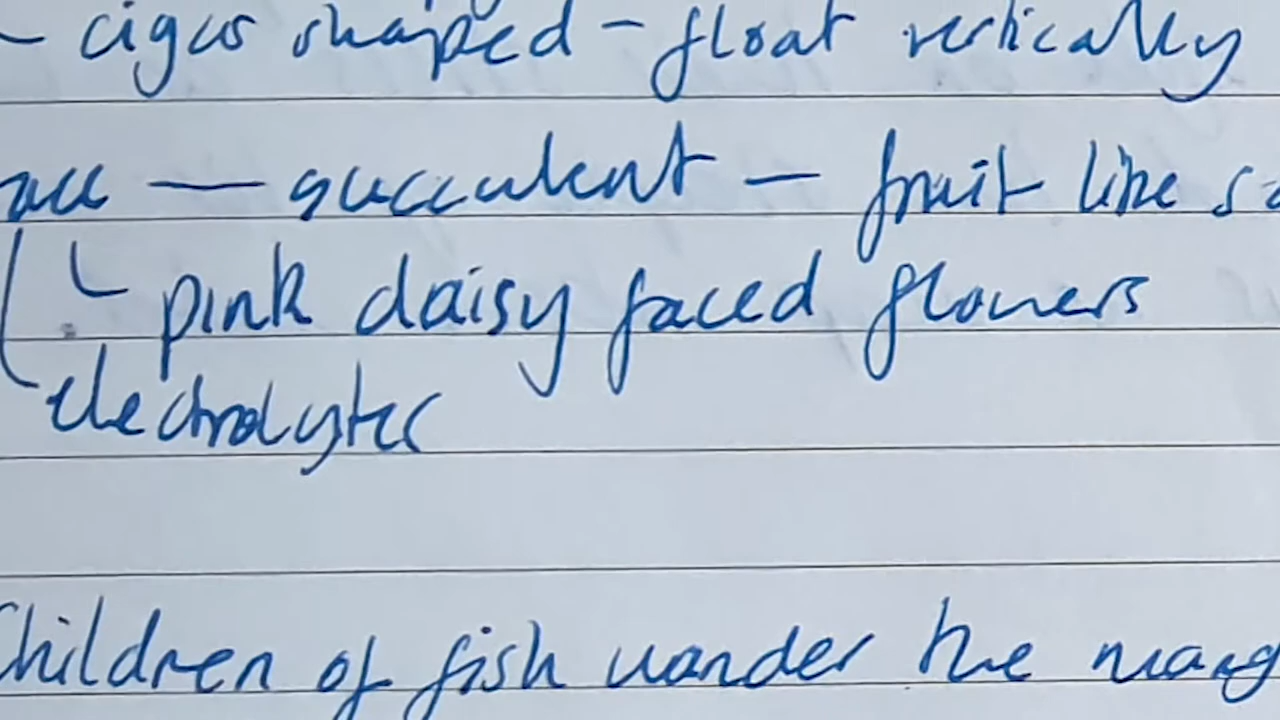 - cigar shaped - float vertically
— succulent — fruit like
pink daisy faced flowers
electrolytes
Children of fish wander the